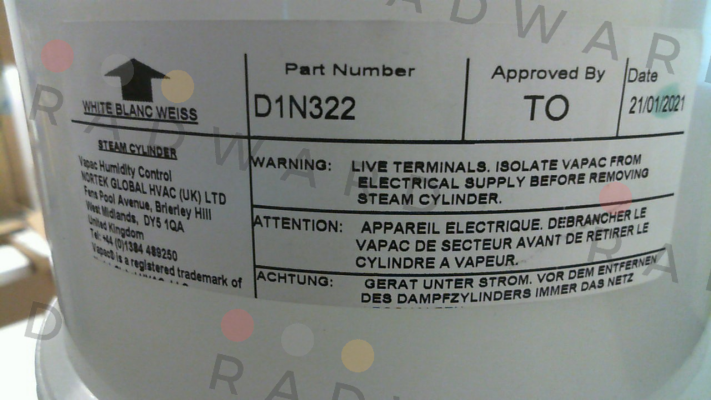 Part Number
Approved By
Date
WHITE BLANC WEISS
D1N322
TO
21/01/2021
STEAM CYLINDER
Vapac Humidity Control
NORTEK GLOBAL HVAC (UK) LTD
Fens Pool Avenue, Brierley Hill
West Midlands, DY5 1QA
United Kingdom
Tel: +44 (0)1384 489250
Vapac® is a registered trademark of
WARNING: LIVE TERMINALS. ISOLATE VAPAC FROM
ELECTRICAL SUPPLY BEFORE REMOVING
STEAM CYLINDER.
ATTENTION: APPAREIL ELECTRIQUE. DEBRANCHER LE
VAPAC DE SECTEUR AVANT DE RETIRER LE
CYLINDRE A VAPEUR.
ACHTUNG: GERAT UNTER STROM. VOR DEM ENTFERNEN
DES DAMPFZYLINDERS IMMER DAS NETZ
RADWARD
RADWARD